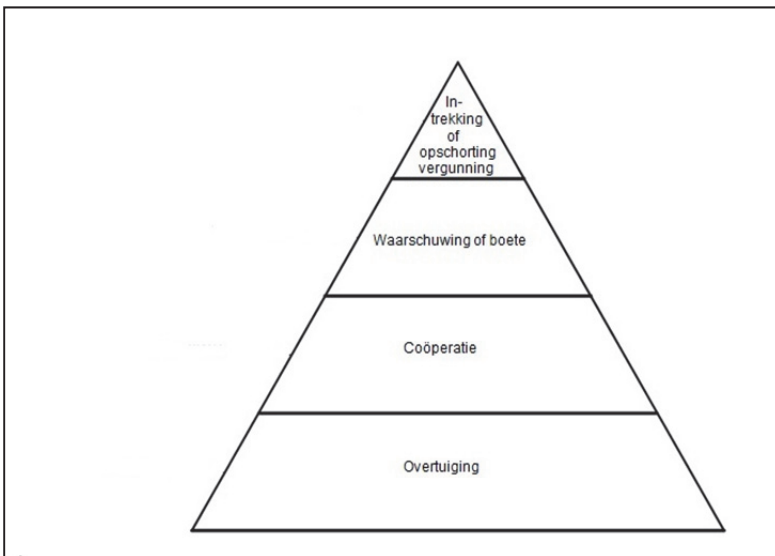 In-
trekking
of
opschorting
vergunning
Waarschuwing of boete
Coöperatie
Overtuiging